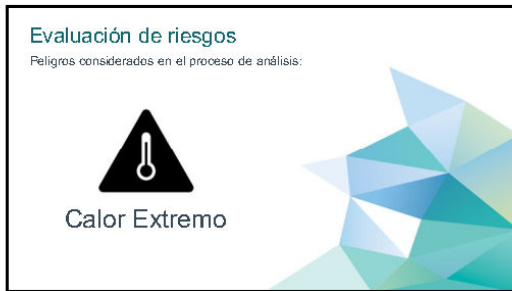 Evaluación de riesgos
Peligros considerados en el proceso de análisis:
Calor Extremo